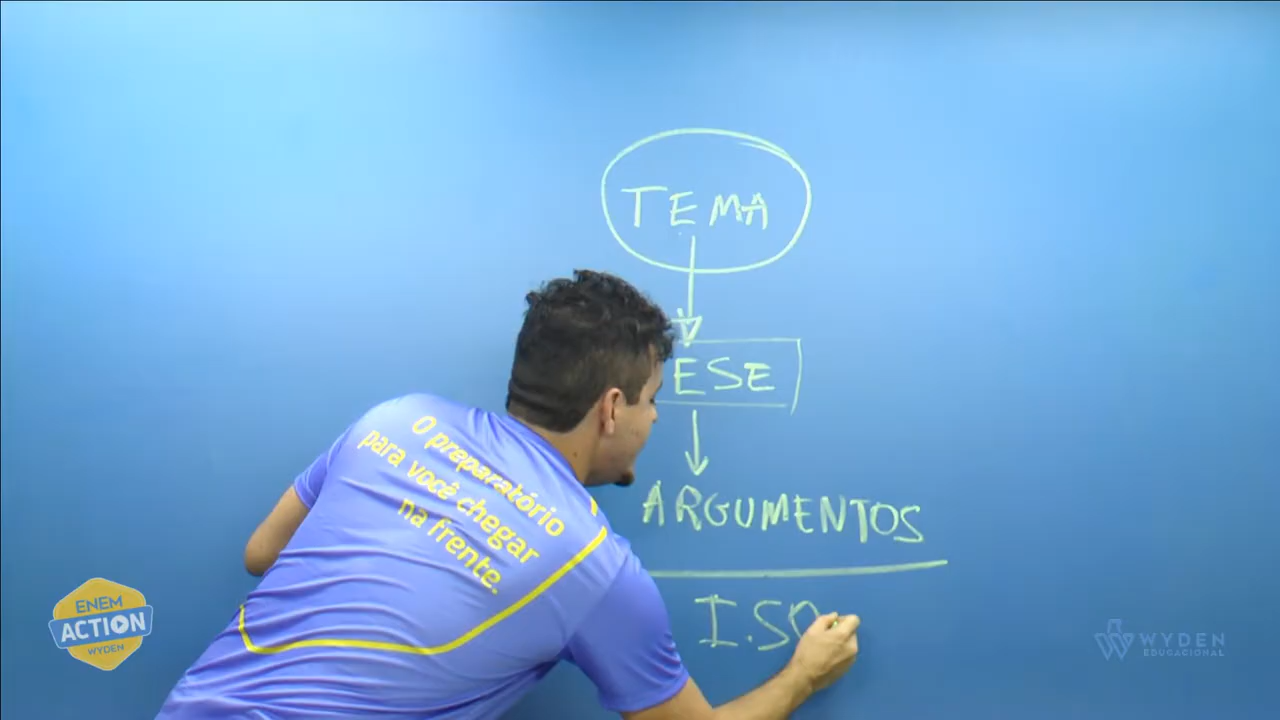 TEMA
ESE
ARGUMENTOS
I.SO
O preparatório
para você chegar
na frente.
ENEM
ACTION
WYDEN
WYDEN
EDUCACIONAL